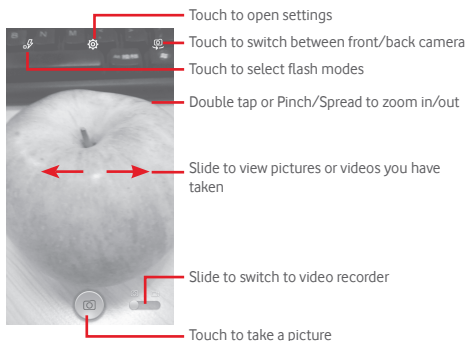 Touch to open settings
Touch to switch between front/back camera
Touch to select flash modes
Double tap or Pinch/Spread to zoom in/out
Slide to view pictures or videos you have
taken
Slide to switch to video recorder
Touch to take a picture